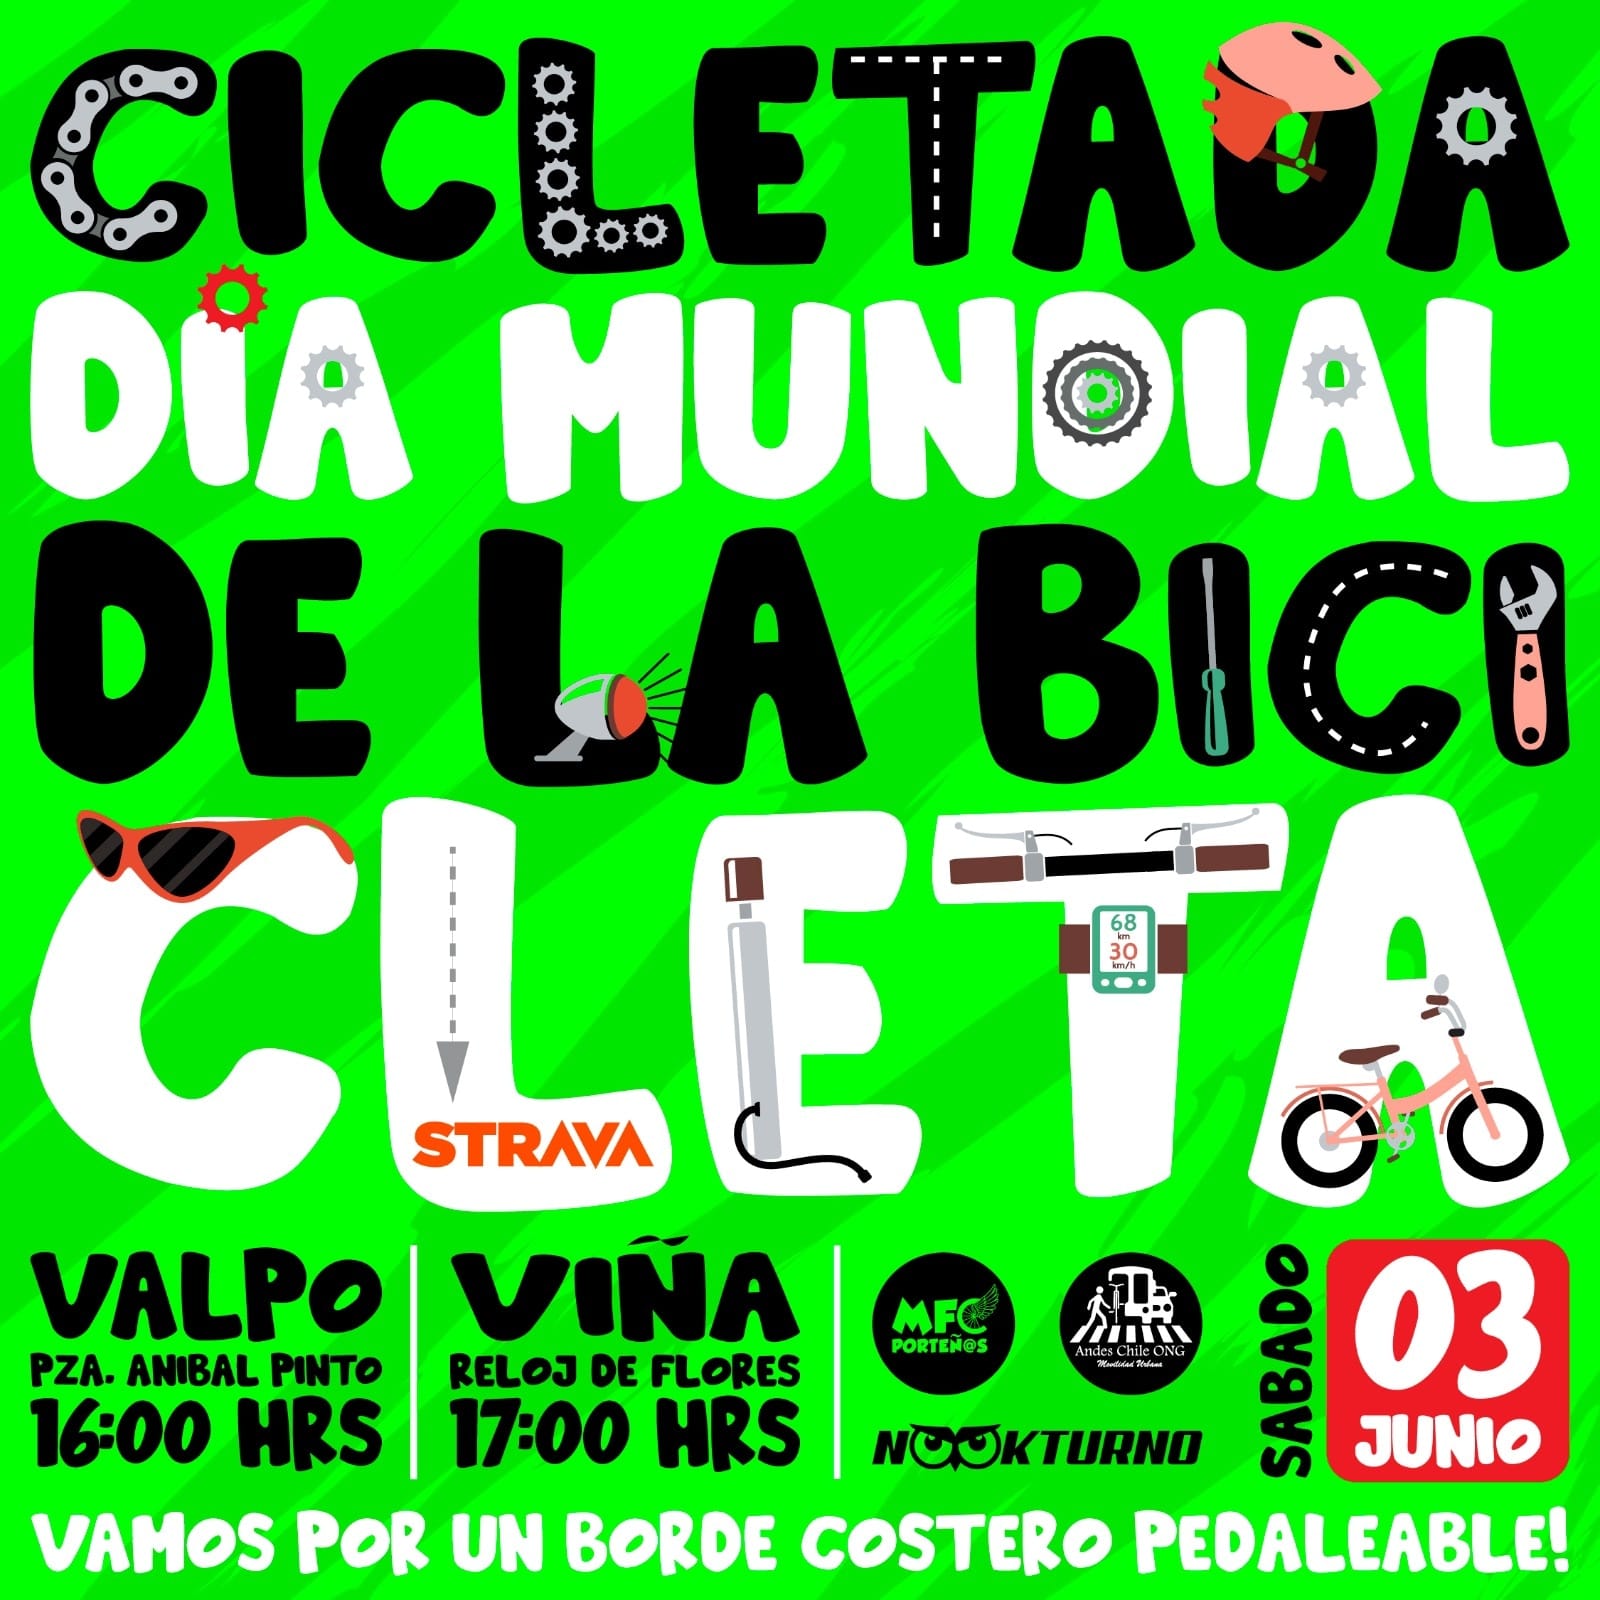 CICLETADA
DÍA MUNDIAL
DE LA BICI
CLETA
68
km
30
km/h
STRAVA
VALPO
PZA. ANIBAL PINTO
16:00 HRS
VIÑA
RELOJ DE FLORES
17:00 HRS
MFC
PORTEÑ@S
Andes Chile ONG
Movilidad Urbana
NOOKTURNO
SABADO
03
JUNIO
VAMOS POR UN BORDE COSTERO PEDALEABLE!